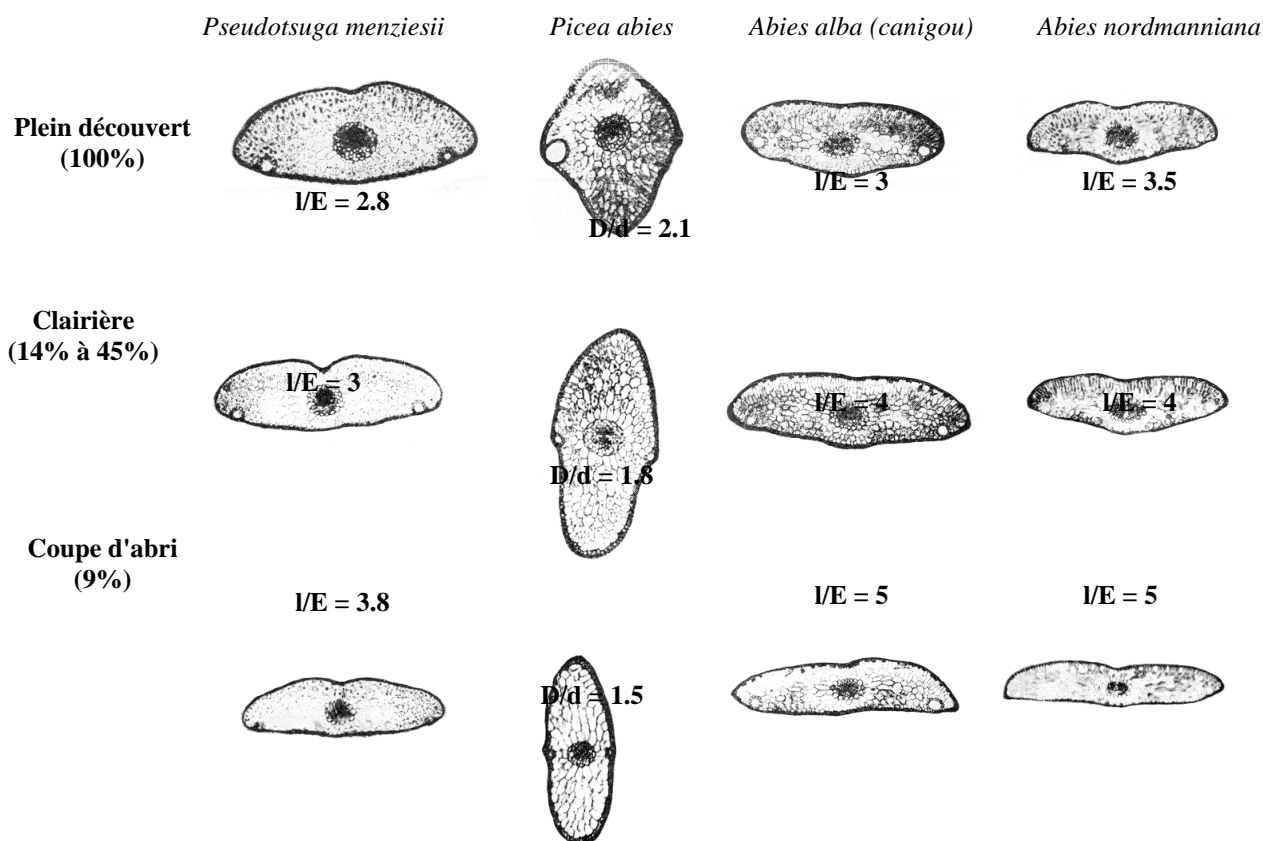 Pseudotsuga menziesii Picea abies Abies alba (canigou) Abies nordmanniana
Plein découvert
(100%)
l/E = 2.8
D/d = 2.1
l/E = 3
l/E = 3.5
Clairière
(14% à 45%)
l/E = 3
D/d = 1.8
l/E = 4
l/E = 4
Coupe d'abri
(9%)
l/E = 3.8
D/d = 1.5
l/E = 5
l/E = 5